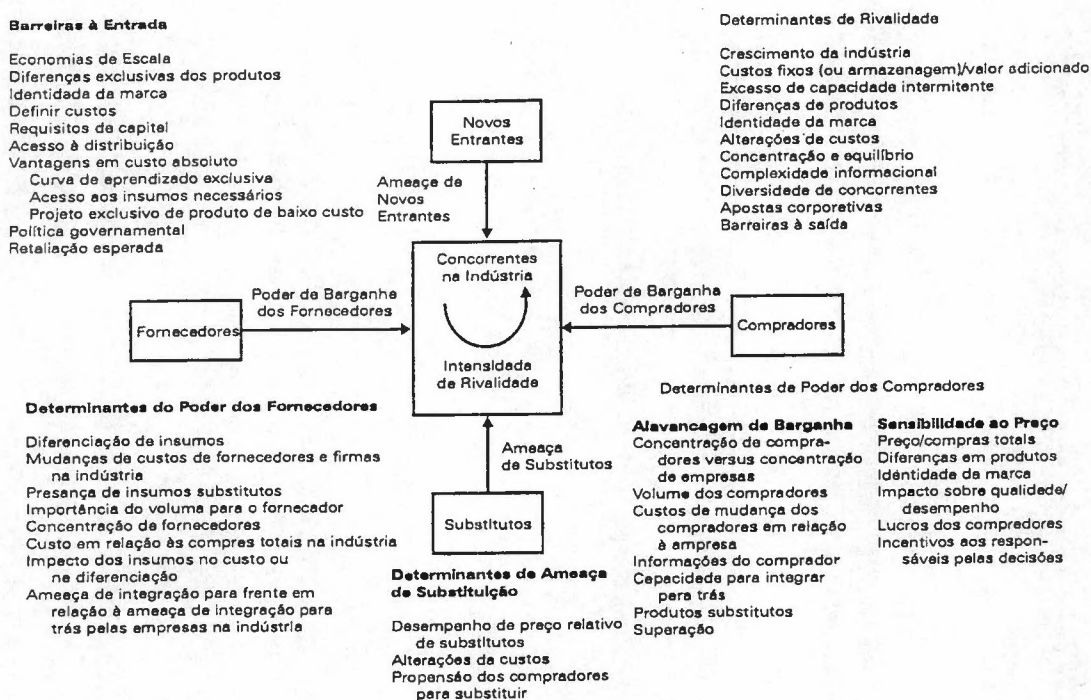 Barreiras à Entrada
Economias de Escala
Diferenças exclusivas dos produtos
Identidada da marca
Definir custos
Requisitos de capital
Acesso à distribuição
Vantagens em custo absoluto
Curva de aprendizado exclusiva
Acesso aos insumos necessários
Projeto exclusivo de produto de baixo custo
Política governamental
Retaliação esperada
Determinantes de Rivalidade
Crescimento da indústria
Custos fixos (ou armazenagem)/valor adicionado
Excesso de capacidade intermitente
Diferenças de produtos
Identidade da marca
Alterações de custos
Concentração e equilíbrio
Complexidade informacional
Diversidade de concorrentes
Apostas corporativas
Barreiras à saída
Novos
Entrantes
Ameaça de
Novos
Entrantes
Concorrentes
na Indústria
Intensidada
de Rivalidade
Fornecedores
Poder de Barganha
dos Fornecedores
Poder de Barganha
dos Compradores
Compradores
Ameaça
de Substitutos
Substitutos
Determinantes do Poder dos Fornecedores
Diferenciação de insumos
Mudanças de custos de fornecedores e firmas
na indústria
Presança de insumos substitutos
Importância do volume para o fornecador
Concentração de fornecedores
Custo em relação às compres totais na indústria
Impacto dos insumos no custo ou
na diferenciação
Ameaça de integração para frente em
relação à ameaça de integração para
trás pelas empresas na indústria
Determinantes de Ameaça
de Substituição
Desempenho de preço relativo
de substitutos
Alterações da custos
Propensão dos compradores
para substituir
Determinantes de Poder dos Compradores
Alavancagem de Barganha
Concentração de compra-
dores versus concentração
de empresas
Volume dos compradores
Custos de mudança dos
compradores em relação
à empresa
Informações do comprador
Capacidade para integrar
para trás
Produtos substitutos
Superação
Sensibilidade ao Preço
Preço/compras totais
Diferenças em produtos
Identidade da marca
Impacto sobre qualidade/
desempenho
Lucros dos compredores
Incentivos aos respon-
sáveis pelas decisões